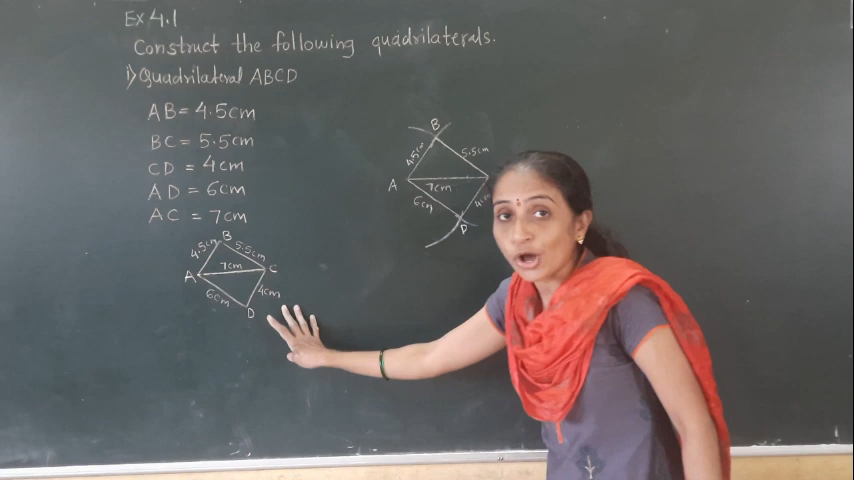 Ex 4.1
Construct the following quadrilaterals.
i) Quadrilateral ABCD
AB = 4.5cm
BC = 5.5cm
CD = 4cm
AD = 6cm
AC = 7cm
B
4.5cm 5.5cm
7cm
A C
6cm 4cm
D
B
4.5cm 5.5cm
A
7cm
6cm 4cm
D